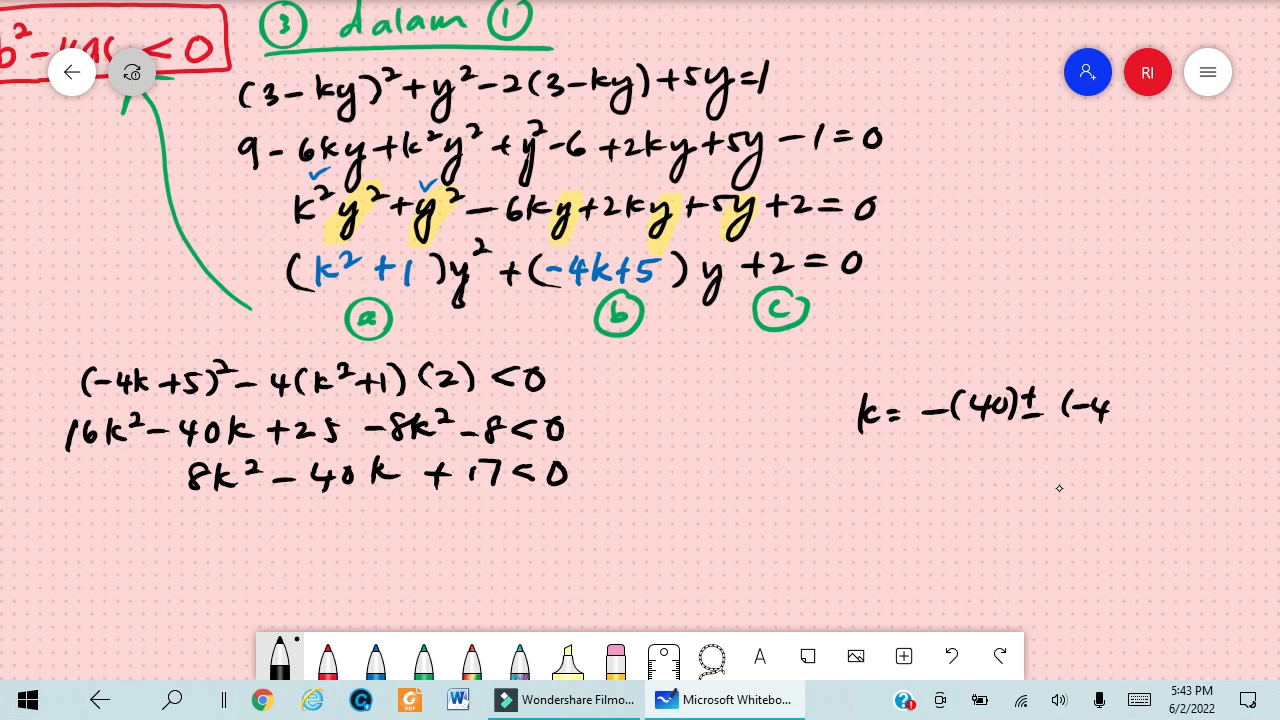 ③ dalam ①
b² - 4ac < 0
(3 - ky)² + y² - 2(3 - ky) + 5y = 1
9 - 6ky + k²y² + y² - 6 + 2ky + 5y - 1 = 0
k²y² + y² - 6ky + 2ky + 5y + 2 = 0
(k² + 1)y² + (-4k+5)y + 2 = 0
ⓐ ⓑ ⓒ
(-4k + 5)² - 4(k² + 1)(2) < 0
16k² - 40k + 25 - 8k² - 8 < 0
8k² - 40k + 17 < 0
k = -(40) ± (-4
RI
A
Wondershare Filmo...
Microsoft Whitebo...
5:43 PM
6/2/2022